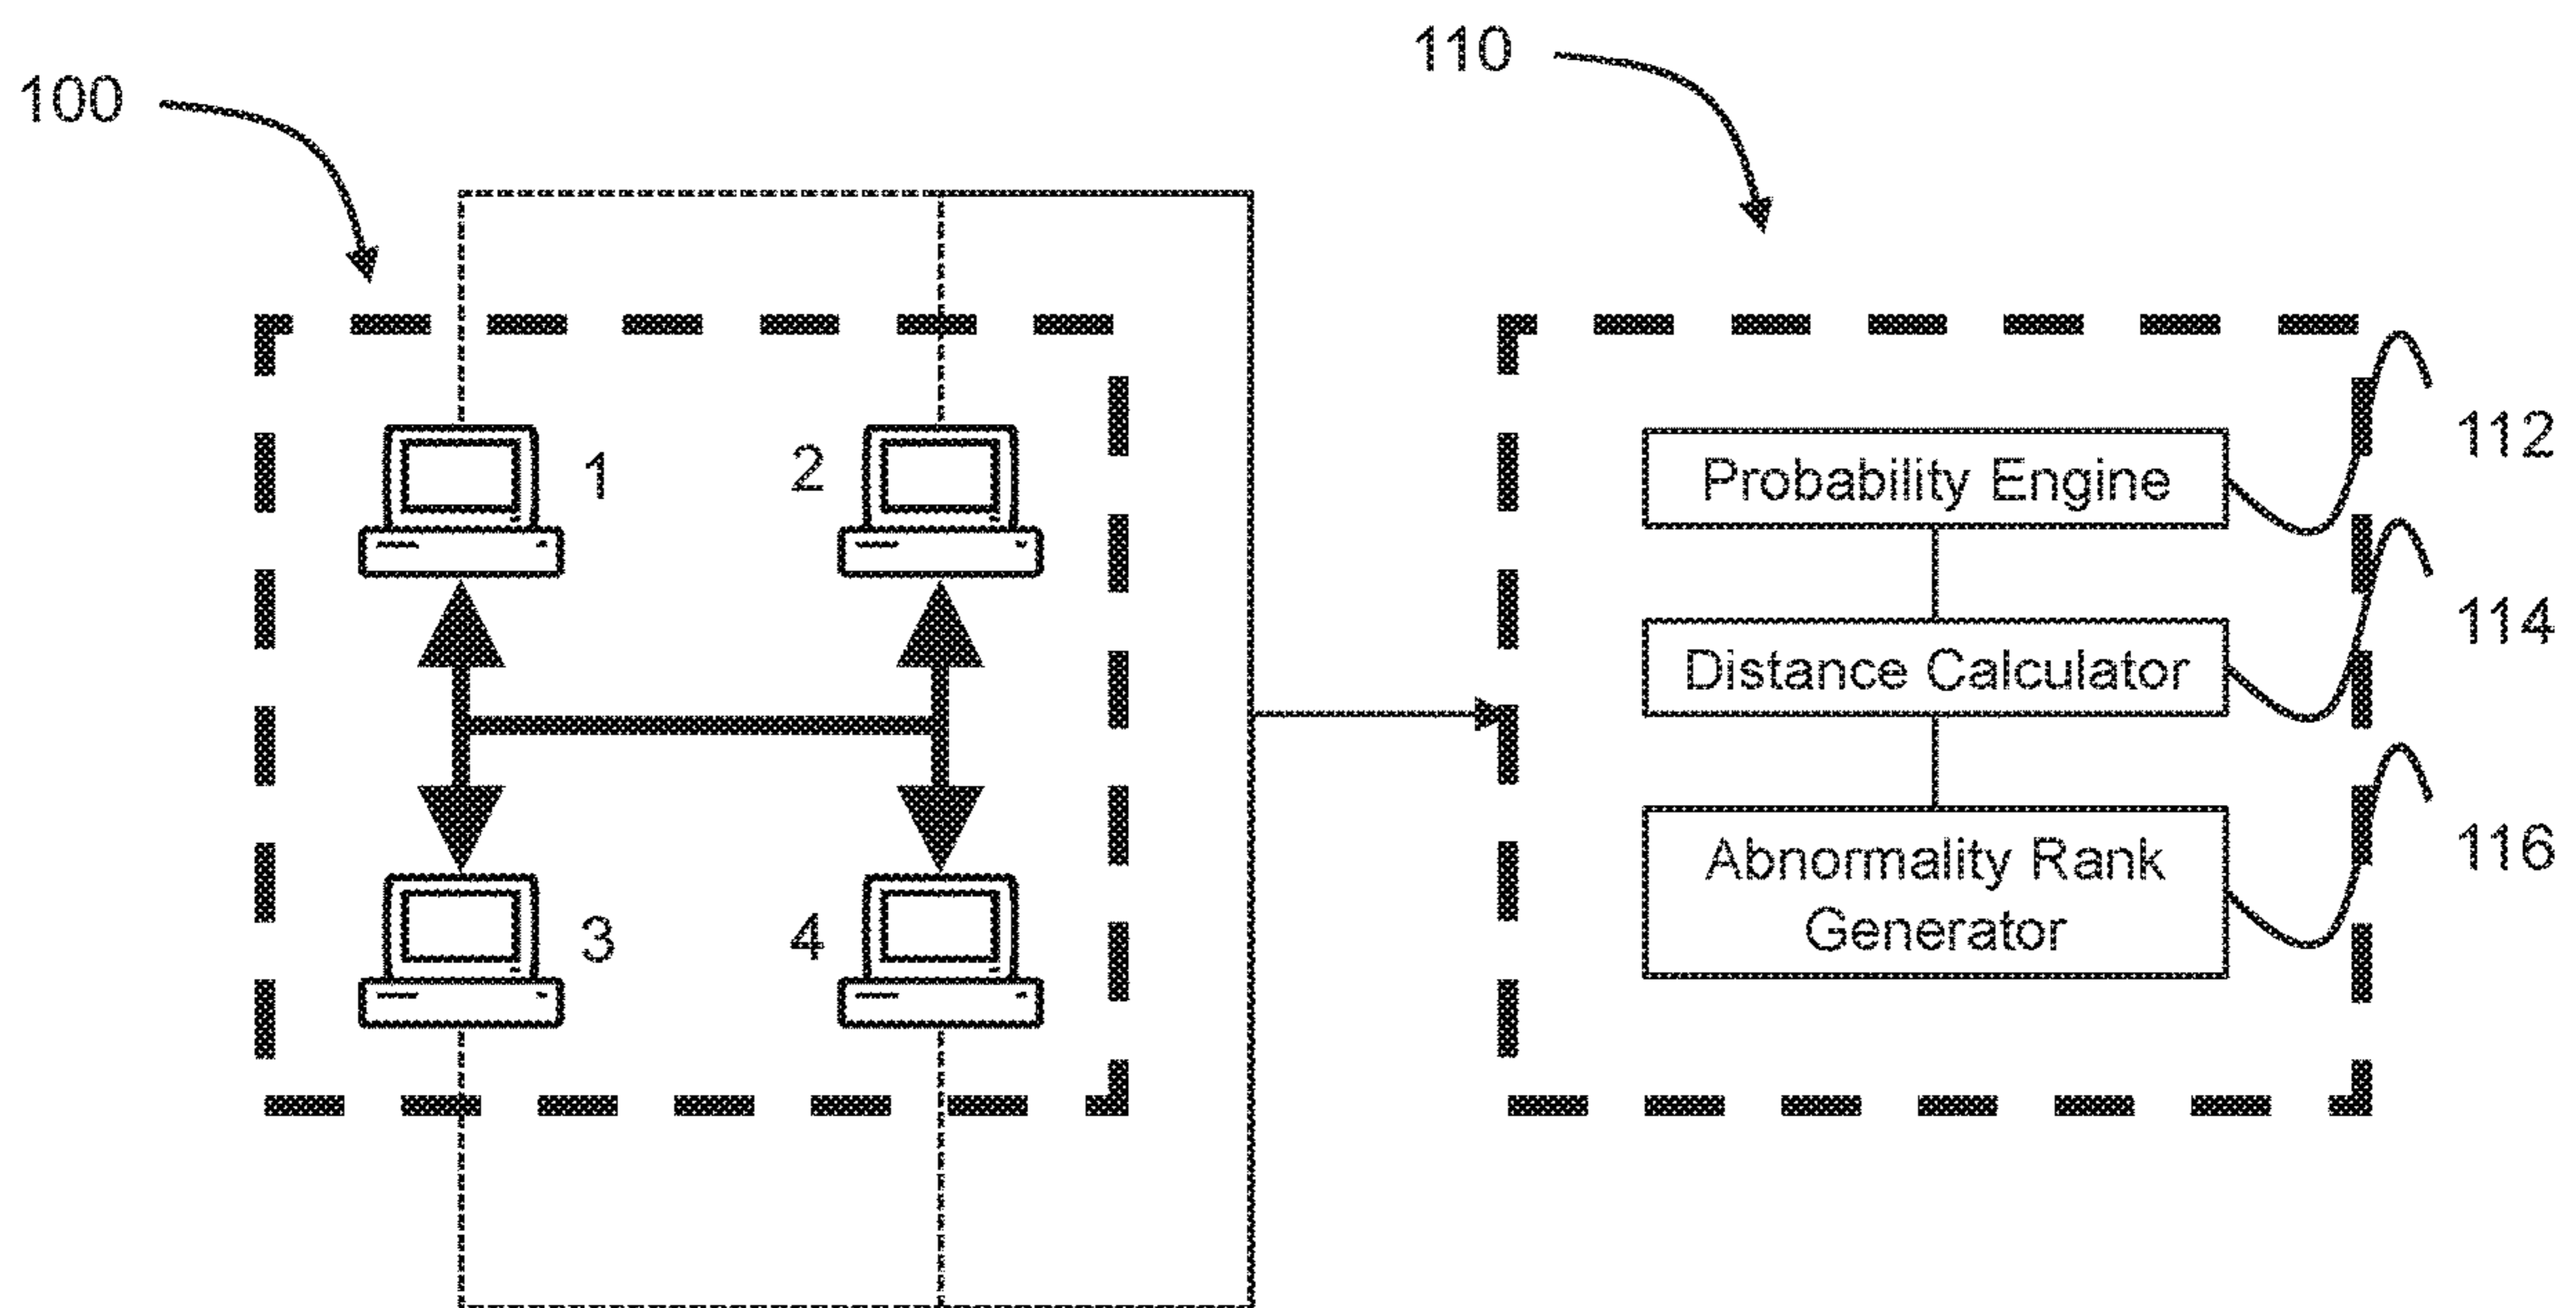 110
100
112
1
2
Probability Engine
114
Distance Calculator
116
Abnormality Rank
Generator
3
4